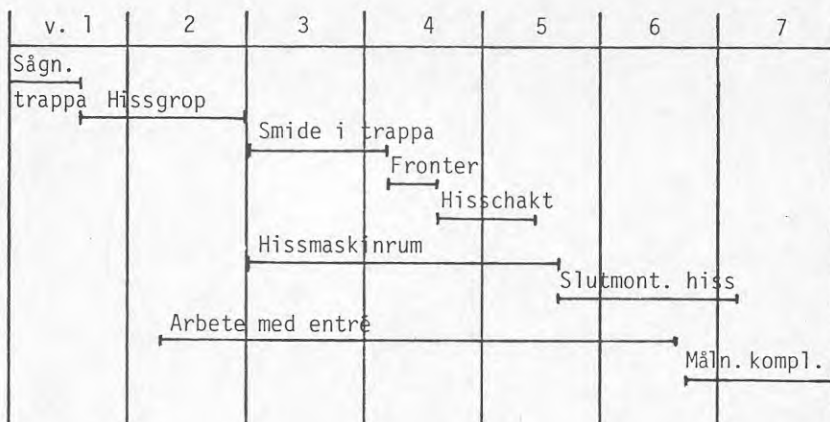 v. 1 2 3 4 5 6 7
Sågn.
trappa Hissgrop
Smide i trappa
Fronter
Hisschakt
Hissmaskinrum
Slutmont. hiss
Arbete med entré
Måln.kompl.